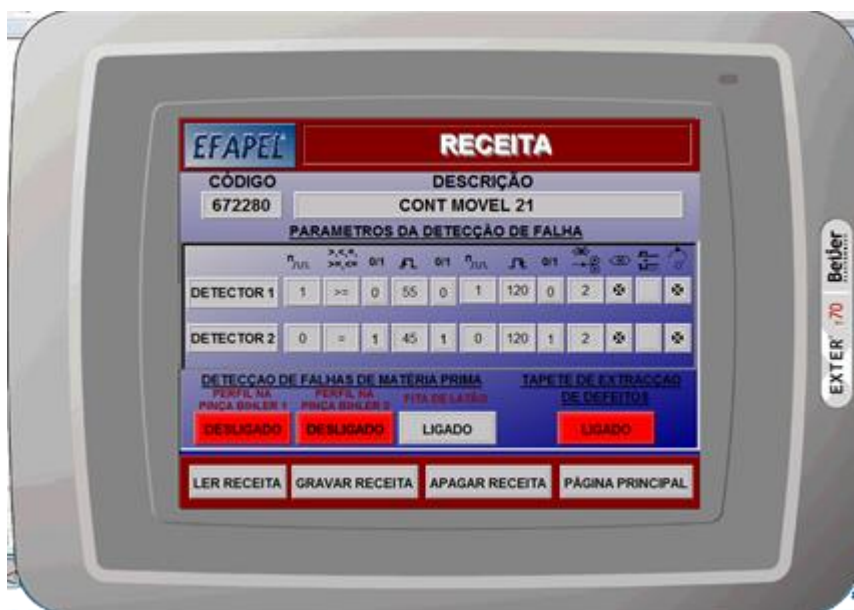 EFAPEL
RECEITA
CÓDIGO DESCRIÇÃO
672280 CONT MOVEL 21
PARAMETROS DA DETECÇÃO DE FALHA
>,<,=, 0/1 0/1 0/1
>=,<=
DETECTOR 1 1 >= 0 55 0 1 120 0 2
DETECTOR 2 0 = 1 45 1 0 120 1 2
DETECÇAO DE FALHAS DE MATÉRIA PRIMA TAPETE DE EXTRACÇAO
DE DEFEITOS
PERFIL NA PERFIL NA FITA DE LATÃO
PINÇA BIHLER 1 PINÇA BIHLER 2
DESLIGADO DESLIGADO LIGADO LIGADO
LER RECEITA GRAVAR RECEITA APAGAR RECEITA PÁGINA PRINCIPAL
Beijer
ELECTRONICS
EXTER T70